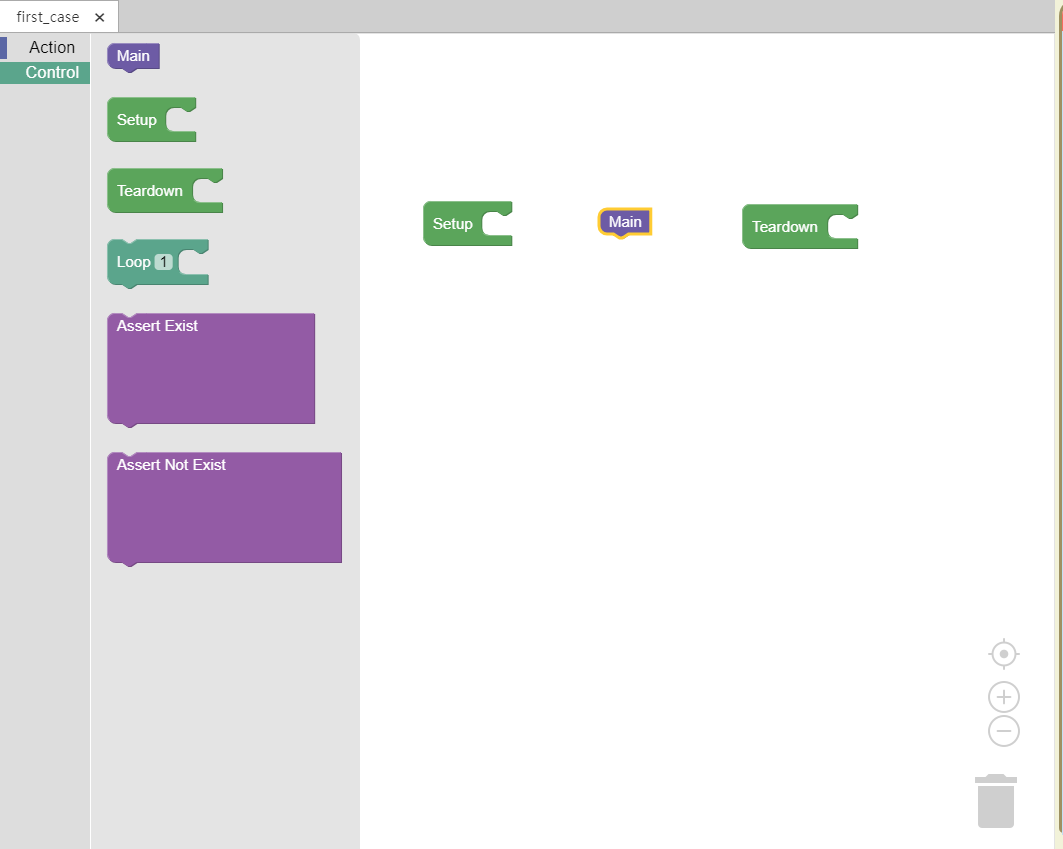 first_case ×
Action
Control
Main
Setup
Teardown
Loop 1
Assert Exist
Assert Not Exist
Setup
Main
Teardown